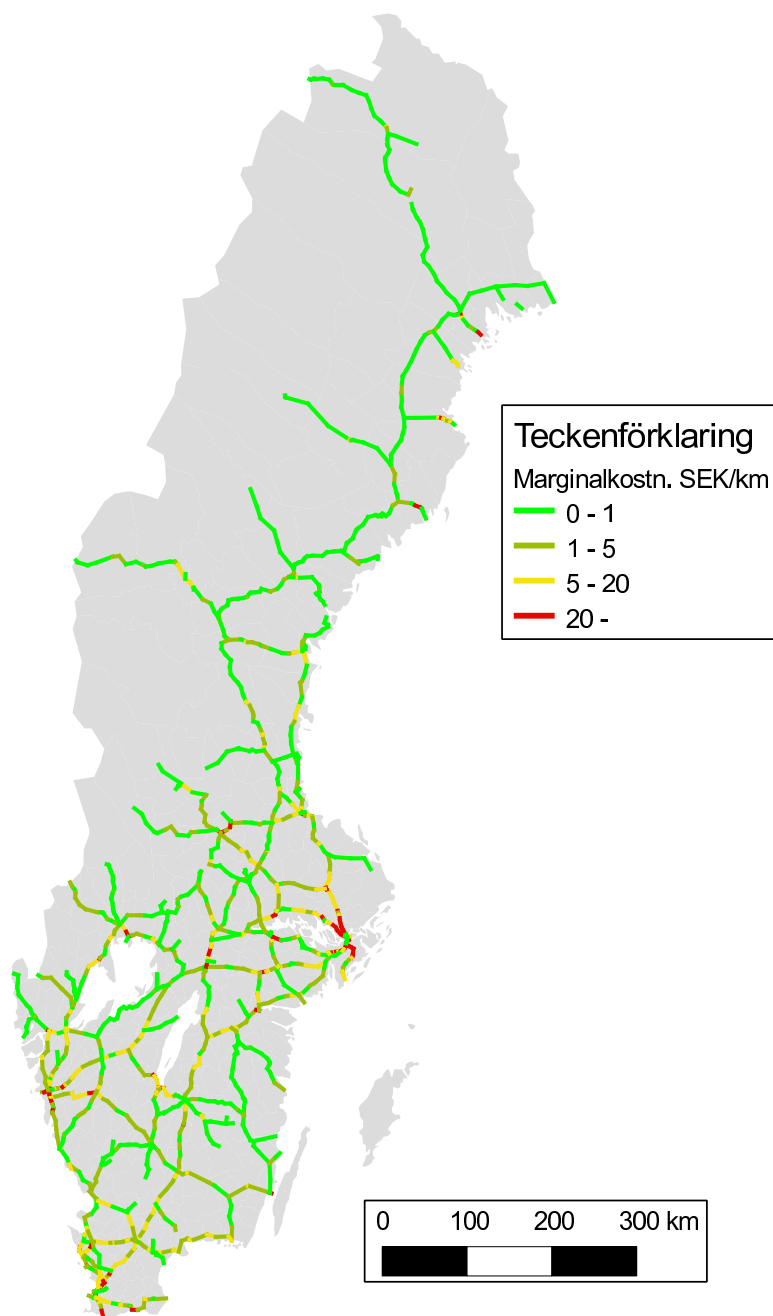 Teckenförklaring
Marginalkostn. SEK/km
0 - 1
1 - 5
5 - 20
20 -
0 100 200 300 km